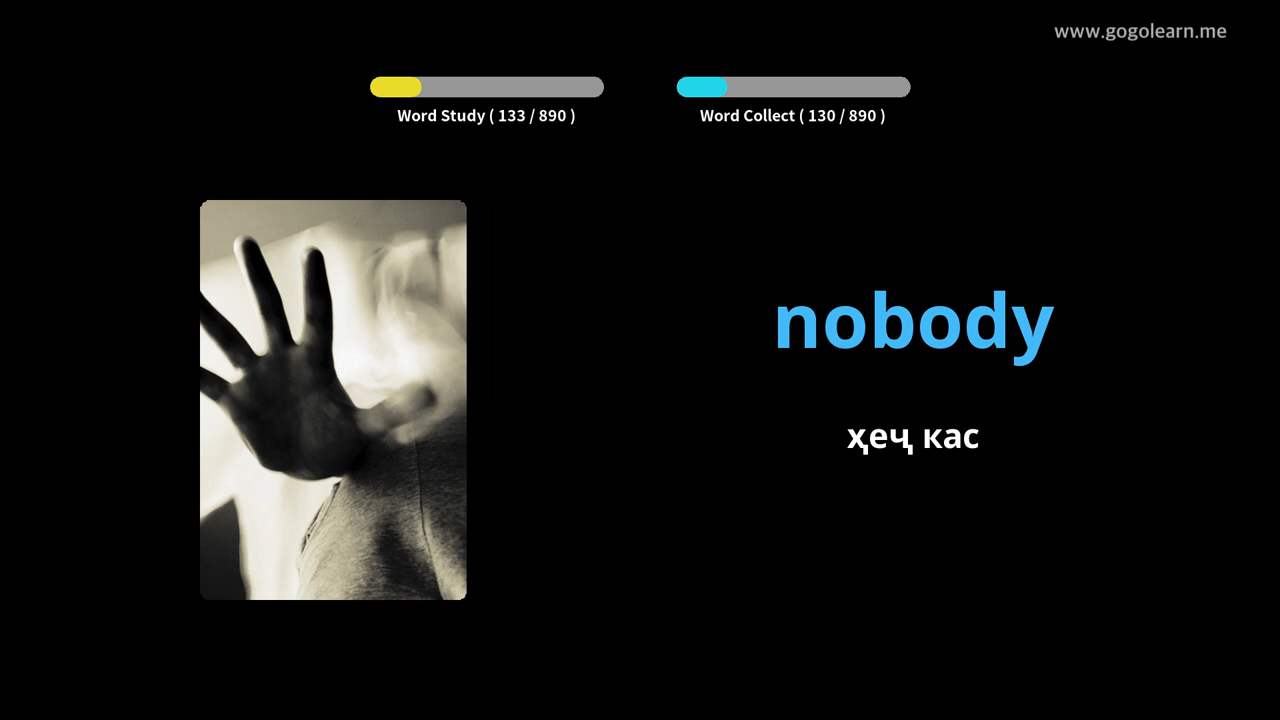 www.gogolearn.me
Word Study ( 133 / 890 )
Word Collect ( 130 / 890 )
nobody
ҳеҷ кас